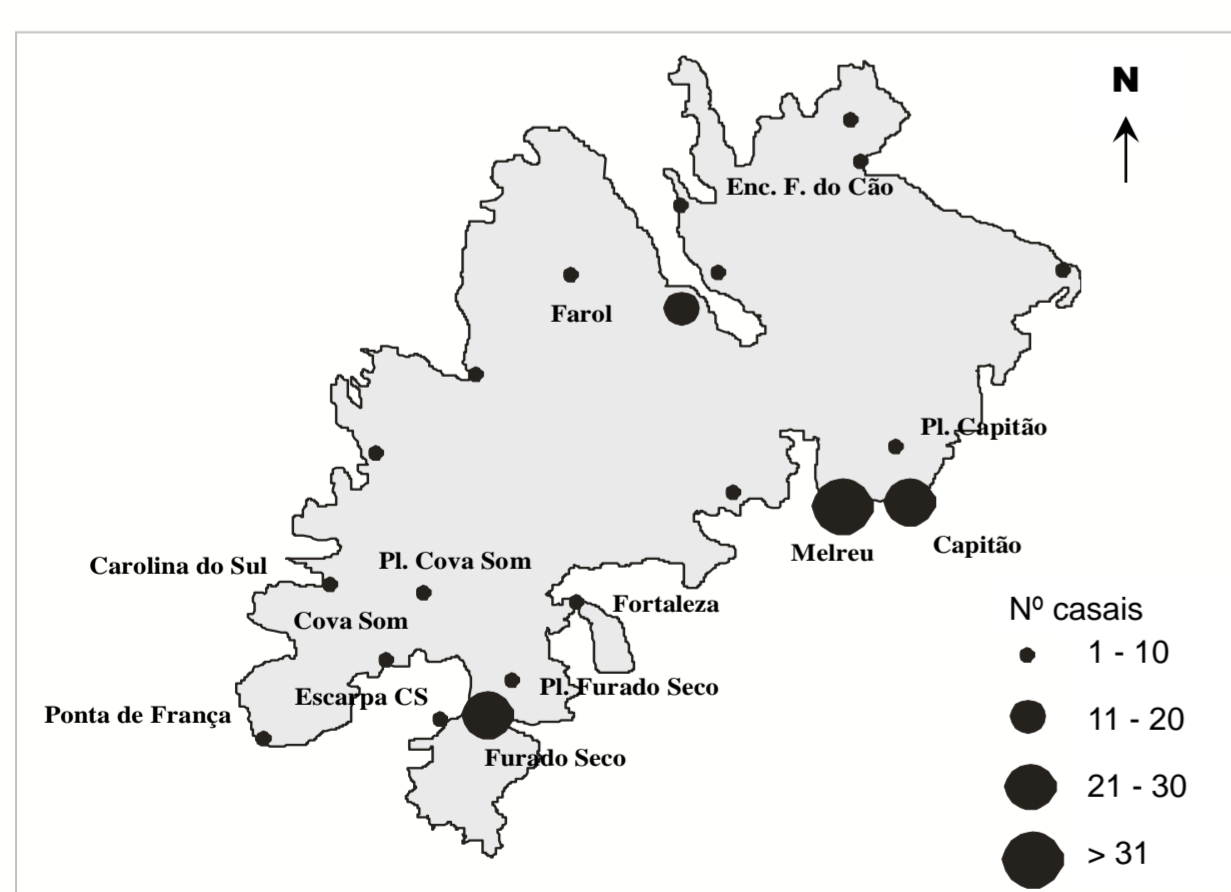 N
Enc. F. do Cão
Farol
Pl. Capitão
Melreu
Capitão
Carolina do Sul
Pl. Cova Som
Fortaleza
Cova Som
Pl. Furado Seco
Escarpa CS
Ponta de França
Furado Seco
Nº casais
1 - 10
11 - 20
21 - 30
> 31